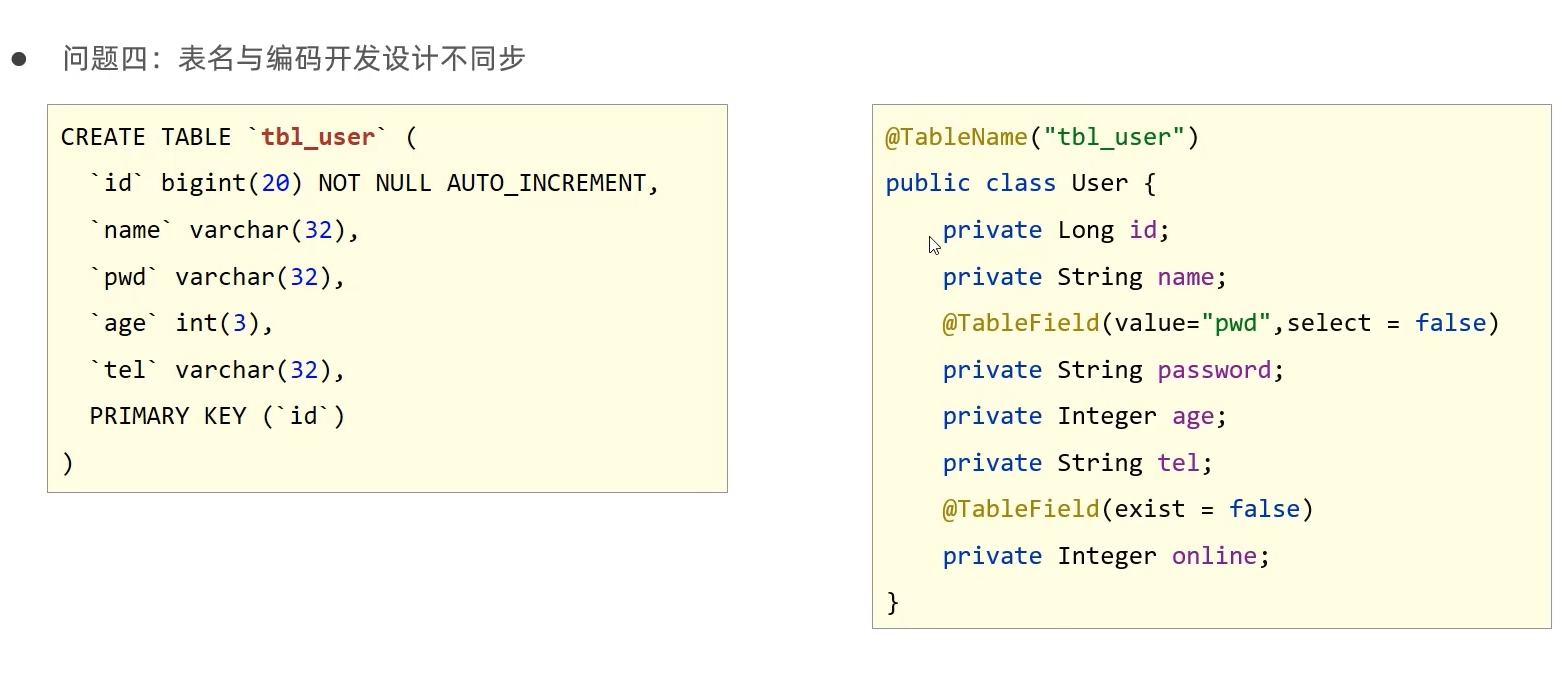 ● 问题四：表名与编码开发设计不同步
CREATE TABLE `tbl_user` (
`id` bigint(20) NOT NULL AUTO_INCREMENT,
`name` varchar(32),
`pwd` varchar(32),
`age` int(3),
`tel` varchar(32),
PRIMARY KEY (`id`)
)
@TableName("tbl_user")
public class User {
private Long id;
private String name;
@TableField(value="pwd",select = false)
private String password;
private Integer age;
private String tel;
@TableField(exist = false)
private Integer online;
}